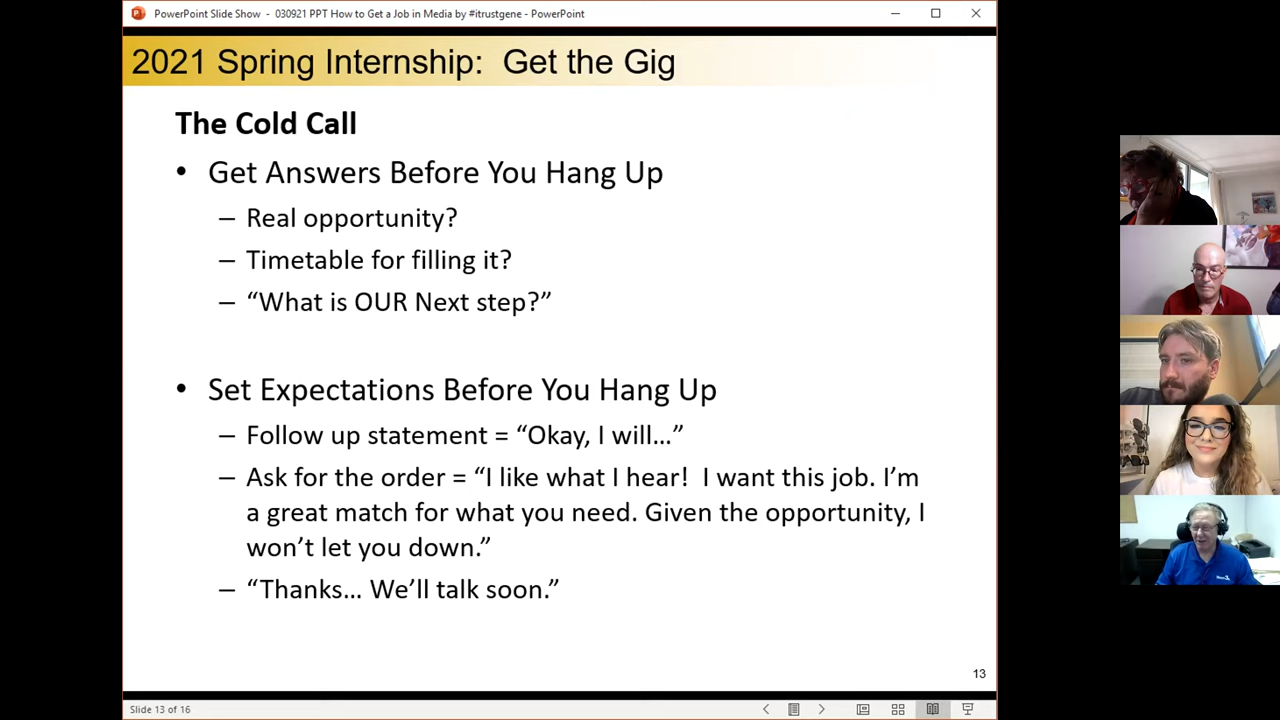 PowerPoint Slide Show - 030921 PPT How to Get a Job in Media by #itrustgene - PowerPoint
2021 Spring Internship: Get the Gig
The Cold Call
• Get Answers Before You Hang Up
– Real opportunity?
– Timetable for filling it?
– “What is OUR Next step?”
• Set Expectations Before You Hang Up
– Follow up statement = “Okay, I will…”
– Ask for the order = “I like what I hear! I want this job. I’m
a great match for what you need. Given the opportunity, I
won’t let you down.”
– “Thanks… We’ll talk soon.”
13
Slide 13 of 16